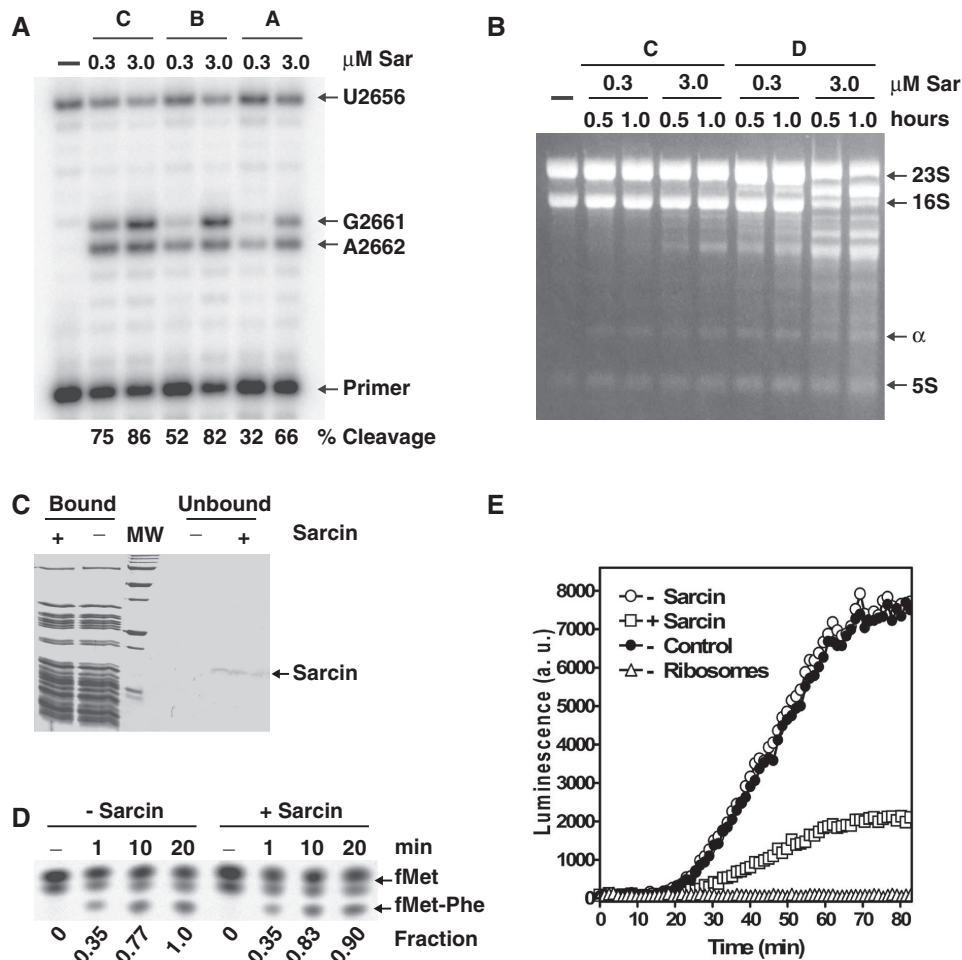 A
C B A
– 0.3 3.0 0.3 3.0 0.3 3.0 μM Sar
U2656
G2661
A2662
Primer
75 86 52 82 32 66 % Cleavage
B
C D
– 0.3 3.0 0.3 3.0 μM Sar
0.5 1.0 0.5 1.0 0.5 1.0 0.5 1.0 hours
23S
16S
α
5S
C
Bound Unbound
+ – MW – + Sarcin
Sarcin
D
- Sarcin + Sarcin
– 1 10 20 – 1 10 20 min
fMet
fMet-Phe
0 0.35 0.77 1.0 0 0.35 0.83 0.90 Fraction
E
- Sarcin
+ Sarcin
- Control
- Ribosomes
8000
7000
6000
5000
4000
3000
2000
1000
0
Luminescence (a. u.)
0 10 20 30 40 50 60 70 80
Time (min)